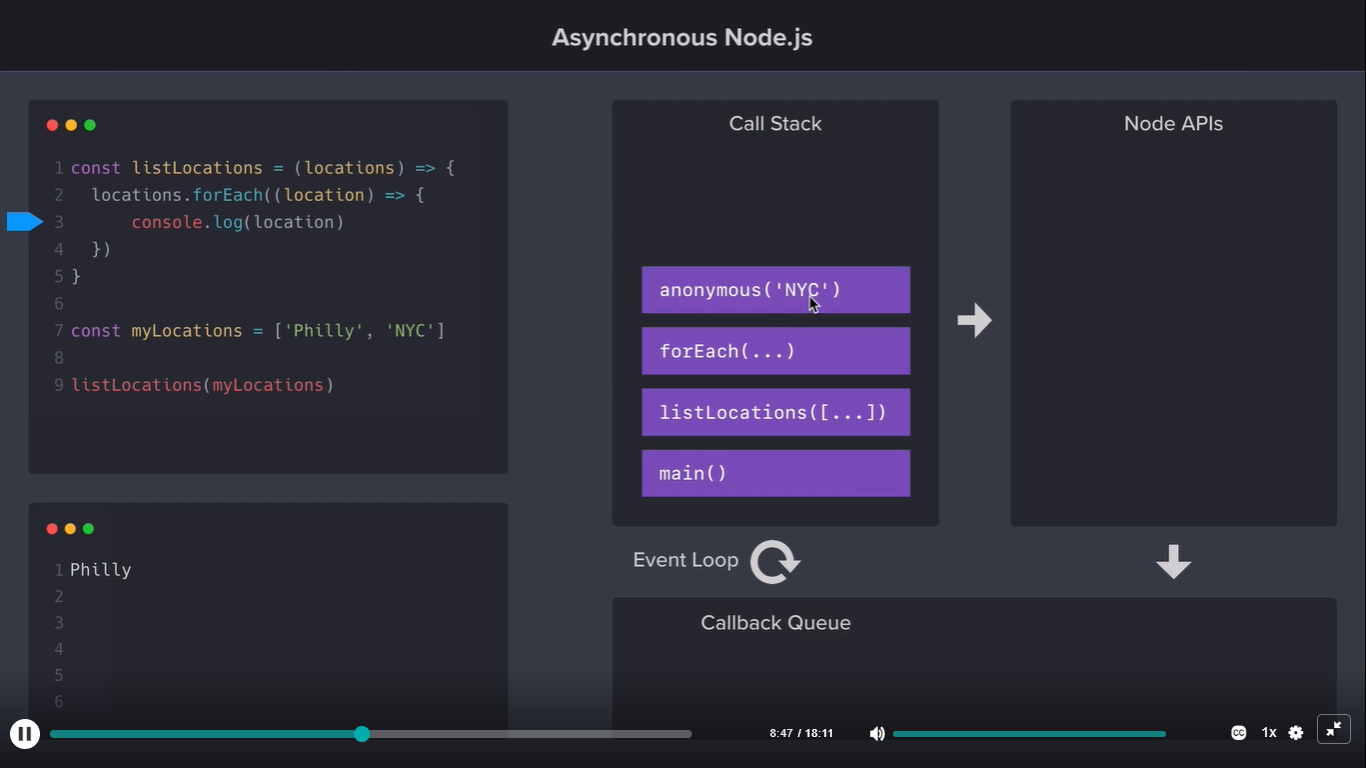 Asynchronous Node.js
1 const listLocations = (locations) => {
2   locations.forEach((location) => {
3       console.log(location)
4   })
5 }
6
7 const myLocations = ['Philly', 'NYC']
8
9 listLocations(myLocations)
1 Philly
2
3
4
5
6
Call Stack
anonymous('NYC')
forEach(...)
listLocations([...])
main()
Node APIs
Event Loop
Callback Queue
8:47 / 18:11
CC
1x